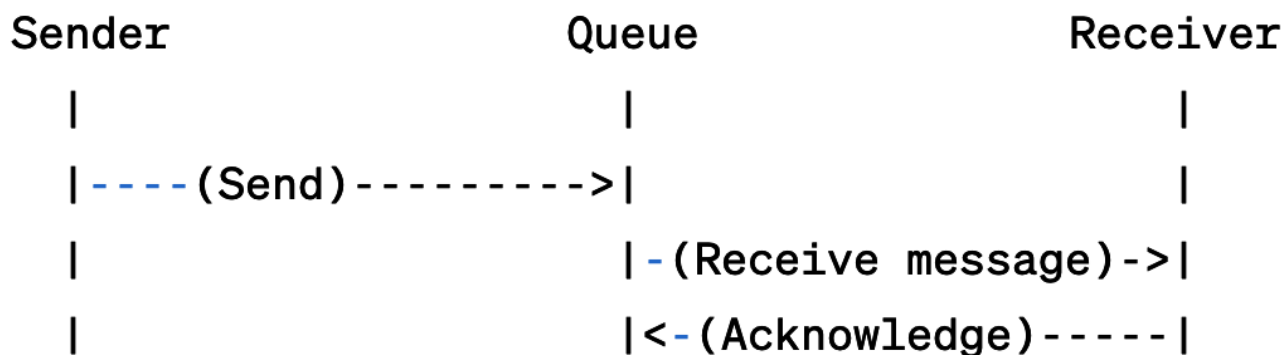 Sender Queue Receiver
| | |
|----(Send)--------->| |
| |-(Receive message)->|
| |<-(Acknowledge)-----|